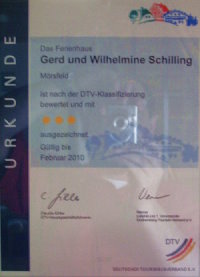 URKUNDE
Das Ferienhaus
Gerd und Wilhelmine Schilling
Mörsfeld
ist nach der DTV-Klassifizierung
bewertet und mit
ausgezeichnet.
Gültig bis
Februar 2010
DTV
DEUTSCHER TOURISMUSVERBAND E.V.